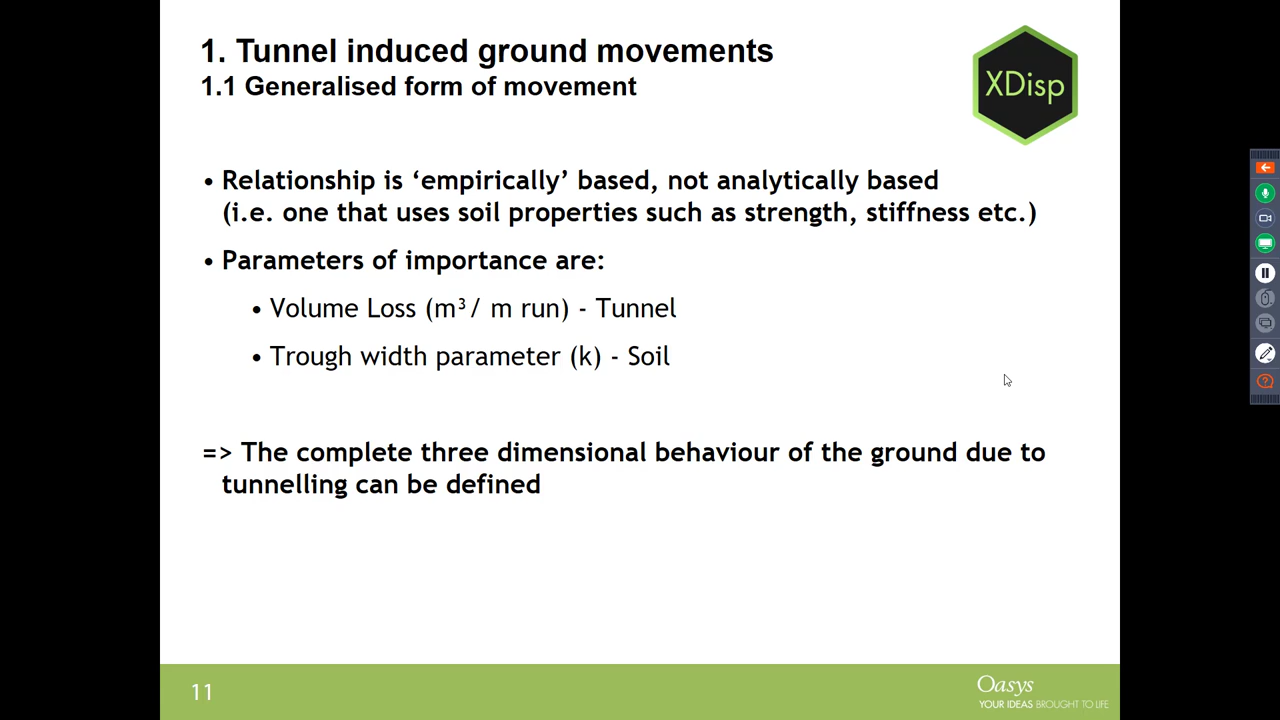 1. Tunnel induced ground movements
1.1 Generalised form of movement
XDisp
• Relationship is ‘empirically’ based, not analytically based
(i.e. one that uses soil properties such as strength, stiffness etc.)
• Parameters of importance are:
• Volume Loss (m³/ m run) - Tunnel
• Trough width parameter (k) - Soil
=> The complete three dimensional behaviour of the ground due to
tunnelling can be defined
11
Oasys
YOUR IDEAS BROUGHT TO LIFE